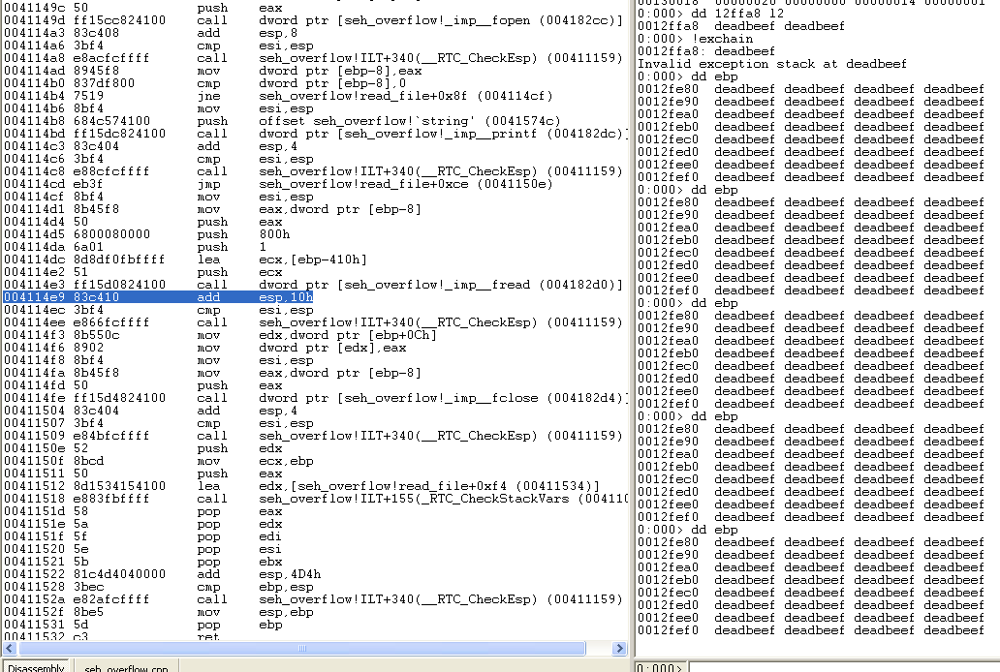 0041149c 50 push eax
0041149d ff15cc824100 call dword ptr [seh_overflow!_imp__fopen (004182cc)]
004114a3 83c408 add esp,8
004114a6 3bf4 cmp esi,esp
004114a8 e8acfcffff call seh_overflow!ILT+340(__RTC_CheckEsp) (00411159)
004114ad 8945f8 mov dword ptr [ebp-8],eax
004114b0 837df800 cmp dword ptr [ebp-8],0
004114b4 7519 jne seh_overflow!read_file+0x8f (004114cf)
004114b6 8bf4 mov esi,esp
004114b8 684c574100 push offset seh_overflow!`string' (0041574c)
004114bd ff15dc824100 call dword ptr [seh_overflow!_imp__printf (004182dc)]
004114c3 83c404 add esp,4
004114c6 3bf4 cmp esi,esp
004114c8 e88cfcffff call seh_overflow!ILT+340(__RTC_CheckEsp) (00411159)
004114cd eb3f jmp seh_overflow!read_file+0xce (0041150e)
004114cf 8bf4 mov esi,esp
004114d1 8b45f8 mov eax,dword ptr [ebp-8]
004114d4 50 push eax
004114d5 6800080000 push 800h
004114da 6a01 push 1
004114dc 8d8df0fbffff lea ecx,[ebp-410h]
004114e2 51 push ecx
004114e3 ff15d0824100 call dword ptr [seh_overflow!_imp__fread (004182d0)]
004114e9 83c410 add esp,10h
004114ec 3bf4 cmp esi,esp
004114ee e866fcffff call seh_overflow!ILT+340(__RTC_CheckEsp) (00411159)
004114f3 8b550c mov edx,dword ptr [ebp+0Ch]
004114f6 8902 mov dword ptr [edx],eax
004114f8 8bf4 mov esi,esp
004114fa 8b45f8 mov eax,dword ptr [ebp-8]
004114fd 50 push eax
004114fe ff15d4824100 call dword ptr [seh_overflow!_imp__fclose (004182d4)]
00411504 83c404 add esp,4
00411507 3bf4 cmp esi,esp
00411509 e84bfcffff call seh_overflow!ILT+340(__RTC_CheckEsp) (00411159)
0041150e 52 push edx
0041150f 8bcd mov ecx,ebp
00411511 50 push eax
00411512 8d1534154100 lea edx,[seh_overflow!read_file+0xf4 (00411534)]
00411518 e883fbffff call seh_overflow!ILT+155(_RTC_CheckStackVars (004110
0041151d 58 pop eax
0041151e 5a pop edx
0041151f 5f pop edi
00411520 5e pop esi
00411521 5b pop ebx
00411522 81c4d4040000 add esp,4D4h
00411528 3bec cmp ebp,esp
0041152a e82afcffff call seh_overflow!ILT+340(__RTC_CheckEsp) (00411159)
0041152f 8be5 mov esp,ebp
00411531 5d pop ebp
00411532 c3 ret
Disassembly seh_overflow.cpp
00130018 00000020 00000000 00000014 00000001
0:000> dd 12ffa8 l2
0012ffa8 deadbeef deadbeef
0:000> !exchain
0012ffa8: deadbeef
Invalid exception stack at deadbeef
0:000> dd ebp
0012fe80 deadbeef deadbeef deadbeef deadbeef
0012fe90 deadbeef deadbeef deadbeef deadbeef
0012fea0 deadbeef deadbeef deadbeef deadbeef
0012feb0 deadbeef deadbeef deadbeef deadbeef
0012fec0 deadbeef deadbeef deadbeef deadbeef
0012fed0 deadbeef deadbeef deadbeef deadbeef
0012fee0 deadbeef deadbeef deadbeef deadbeef
0012fef0 deadbeef deadbeef deadbeef deadbeef
0:000> dd ebp
0012fe80 deadbeef deadbeef deadbeef deadbeef
0012fe90 deadbeef deadbeef deadbeef deadbeef
0012fea0 deadbeef deadbeef deadbeef deadbeef
0012feb0 deadbeef deadbeef deadbeef deadbeef
0012fec0 deadbeef deadbeef deadbeef deadbeef
0012fed0 deadbeef deadbeef deadbeef deadbeef
0012fee0 deadbeef deadbeef deadbeef deadbeef
0012fef0 deadbeef deadbeef deadbeef deadbeef
0:000> dd ebp
0012fe80 deadbeef deadbeef deadbeef deadbeef
0012fe90 deadbeef deadbeef deadbeef deadbeef
0012fea0 deadbeef deadbeef deadbeef deadbeef
0012feb0 deadbeef deadbeef deadbeef deadbeef
0012fec0 deadbeef deadbeef deadbeef deadbeef
0012fed0 deadbeef deadbeef deadbeef deadbeef
0012fee0 deadbeef deadbeef deadbeef deadbeef
0012fef0 deadbeef deadbeef deadbeef deadbeef
0:000> dd ebp
0012fe80 deadbeef deadbeef deadbeef deadbeef
0012fe90 deadbeef deadbeef deadbeef deadbeef
0012fea0 deadbeef deadbeef deadbeef deadbeef
0012feb0 deadbeef deadbeef deadbeef deadbeef
0012fec0 deadbeef deadbeef deadbeef deadbeef
0012fed0 deadbeef deadbeef deadbeef deadbeef
0012fee0 deadbeef deadbeef deadbeef deadbeef
0012fef0 deadbeef deadbeef deadbeef deadbeef
0:000> dd ebp
0012fe80 deadbeef deadbeef deadbeef deadbeef
0012fe90 deadbeef deadbeef deadbeef deadbeef
0012fea0 deadbeef deadbeef deadbeef deadbeef
0012feb0 deadbeef deadbeef deadbeef deadbeef
0012fec0 deadbeef deadbeef deadbeef deadbeef
0012fed0 deadbeef deadbeef deadbeef deadbeef
0012fee0 deadbeef deadbeef deadbeef deadbeef
0012fef0 deadbeef deadbeef deadbeef deadbeef
0:000>